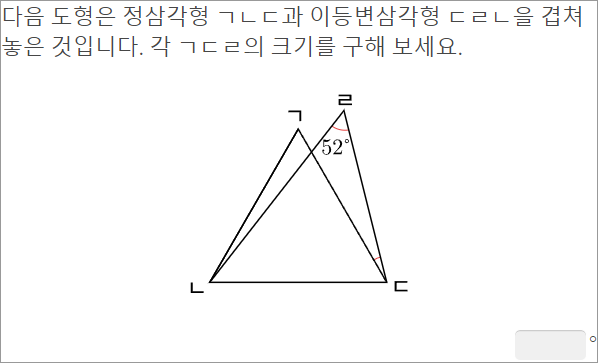 다음 도형은 정삼각형 ㄱㄴㄷ과 이등변삼각형 ㄷㄹㄴ을 겹쳐
놓은 것입니다. 각 ㄱㄷㄹ의 크기를 구해 보세요.
ㄹ
ㄱ
52°
ㄴ
ㄷ
°